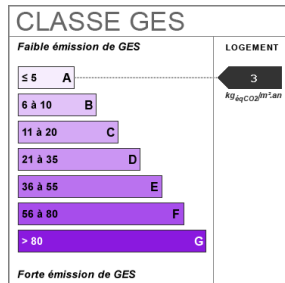 CLASSE GES
Faible émission de GES
LOGEMENT
≤ 5 A
3
kgéqCO2/m².an
6 à 10 B
11 à 20 C
21 à 35 D
36 à 55 E
56 à 80 F
> 80 G
Forte émission de GES